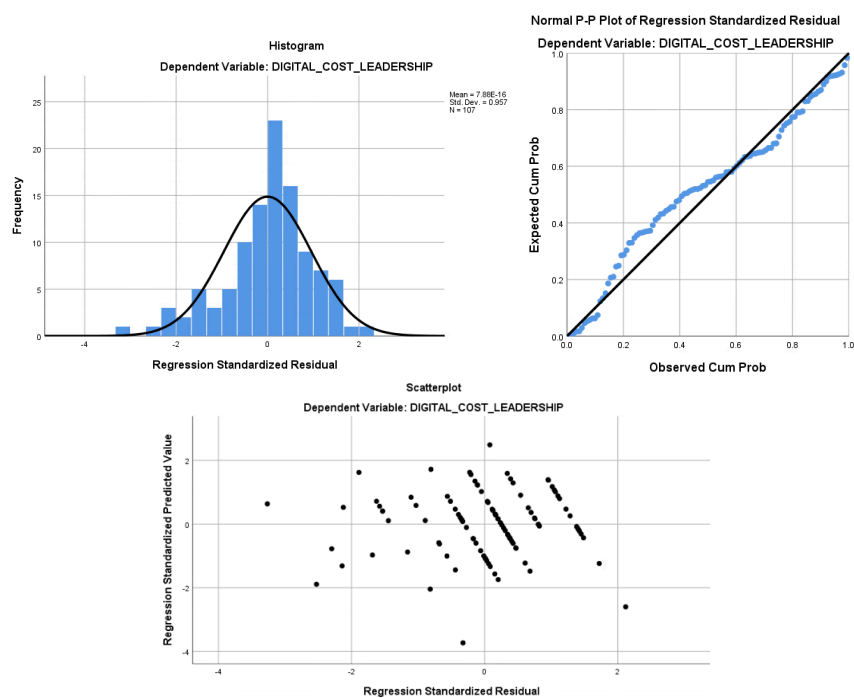 Histogram
Dependent Variable: DIGITAL_COST_LEADERSHIP
Mean = 7.88E-16
Std. Dev. = 0.957
N = 107
Frequency
25
20
15
10
5
0
-4
-2
0
2
Regression Standardized Residual
Normal P-P Plot of Regression Standardized Residual
Dependent Variable: DIGITAL_COST_LEADERSHIP
Expected Cum Prob
1.0
0.8
0.6
0.4
0.2
0.0
0.0
0.2
0.4
0.6
0.8
1.0
Observed Cum Prob
Scatterplot
Dependent Variable: DIGITAL_COST_LEADERSHIP
Regression Standardized Predicted Value
2
0
-2
-4
-4
-2
0
2
Regression Standardized Residual